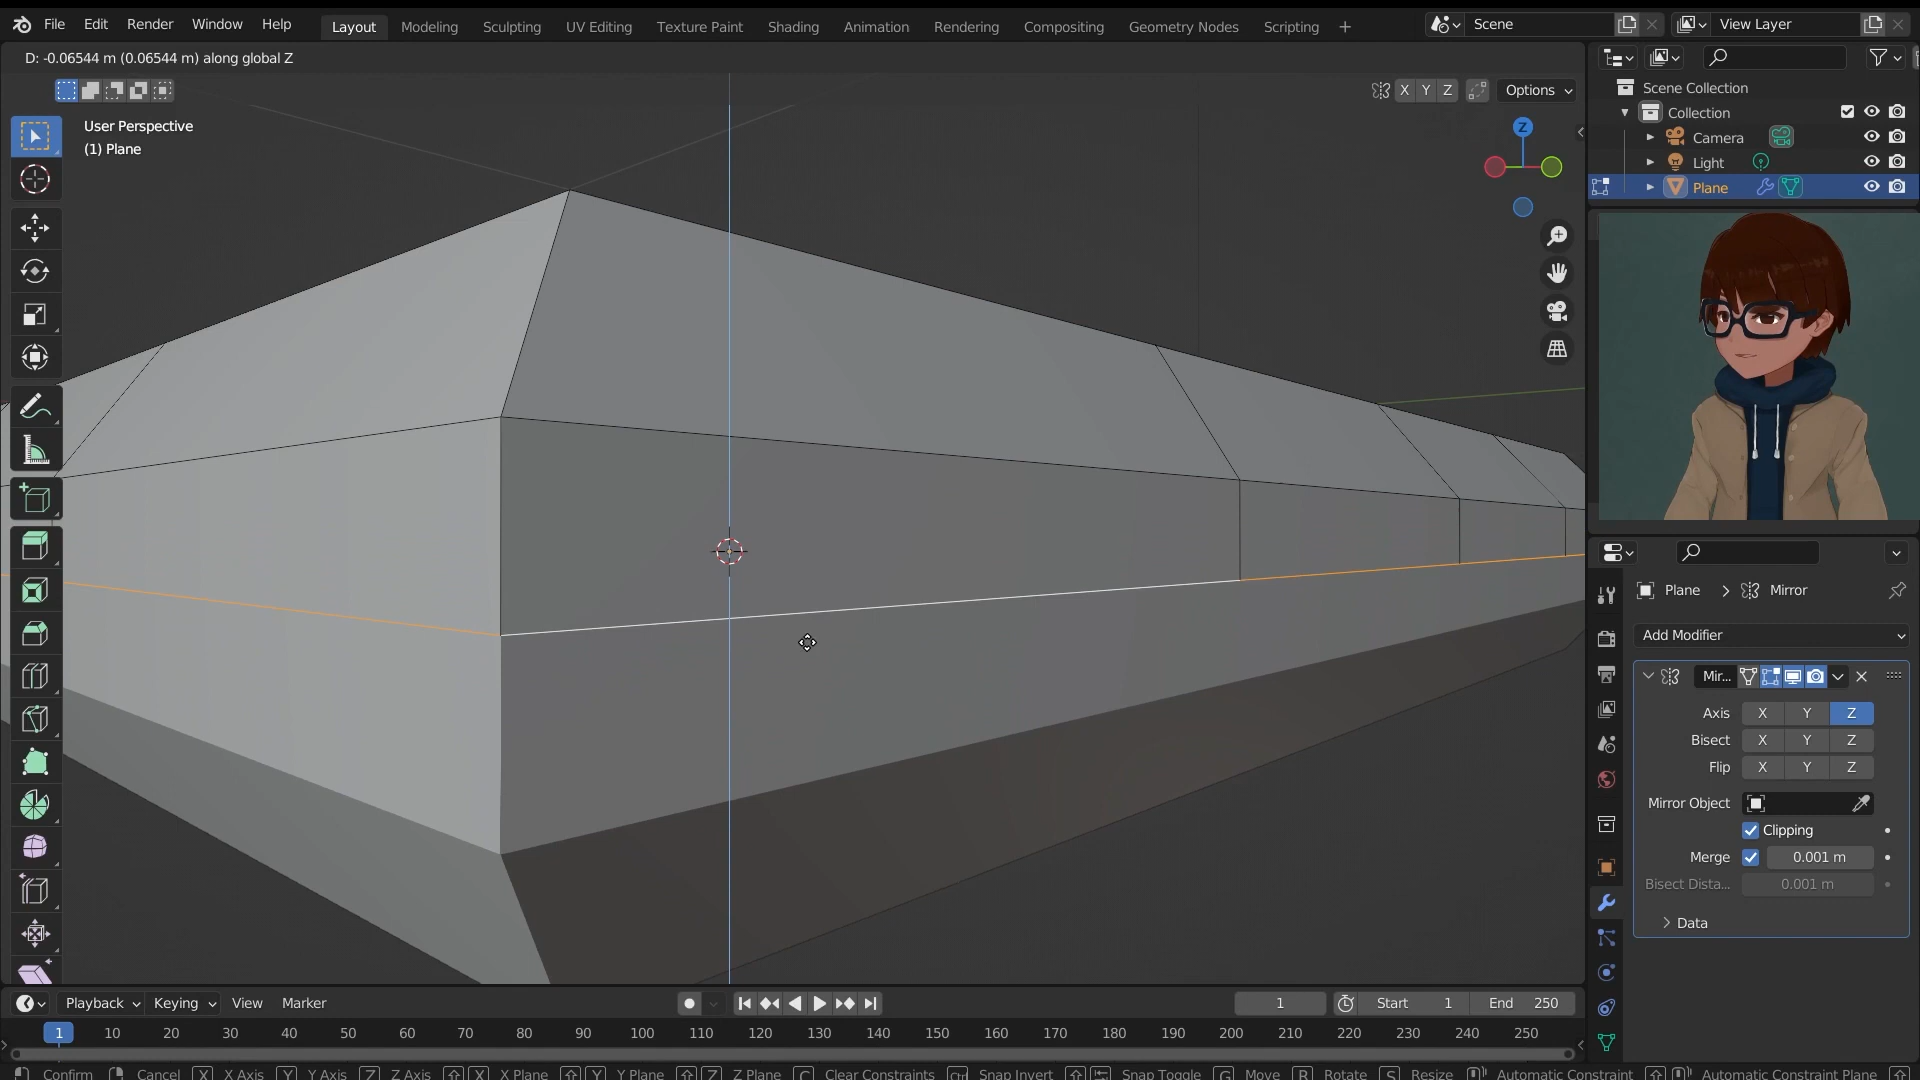 File Edit Render Window Help Layout Modeling Sculpting UV Editing Texture Paint Shading Animation Rendering Compositing Geometry Nodes Scripting + Scene View Layer
D: -0.06544 m (0.06544 m) along global Z
X Y Z Options
User Perspective
(1) Plane
Z
Scene Collection
Collection
Camera
Light
Plane
Plane > Mirror
Add Modifier
Mir...
Axis X Y Z
Bisect X Y Z
Flip X Y Z
Mirror Object
Clipping
Merge 0.001 m
Bisect Dista... 0.001 m
Data
Playback Keying View Marker 1 Start 1 End 250
1 10 20 30 40 50 60 70 80 90 100 110 120 130 140 150 160 170 180 190 200 210 220 230 240 250
Confirm Cancel X X Axis Y Y Axis Z Z Axis X X Plane Y Y Plane Z Z Plane C Clear Constraints Ctrl Snap Invert Snap Toggle G Move R Rotate S Resize Automatic Constraint Automatic Constraint Plane